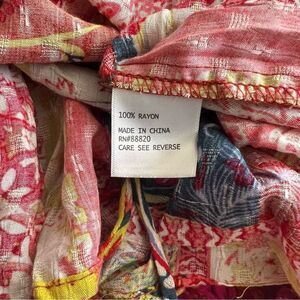 100% RAYON
MADE IN CHINA
RN#88820
CARE SEE REVERSE